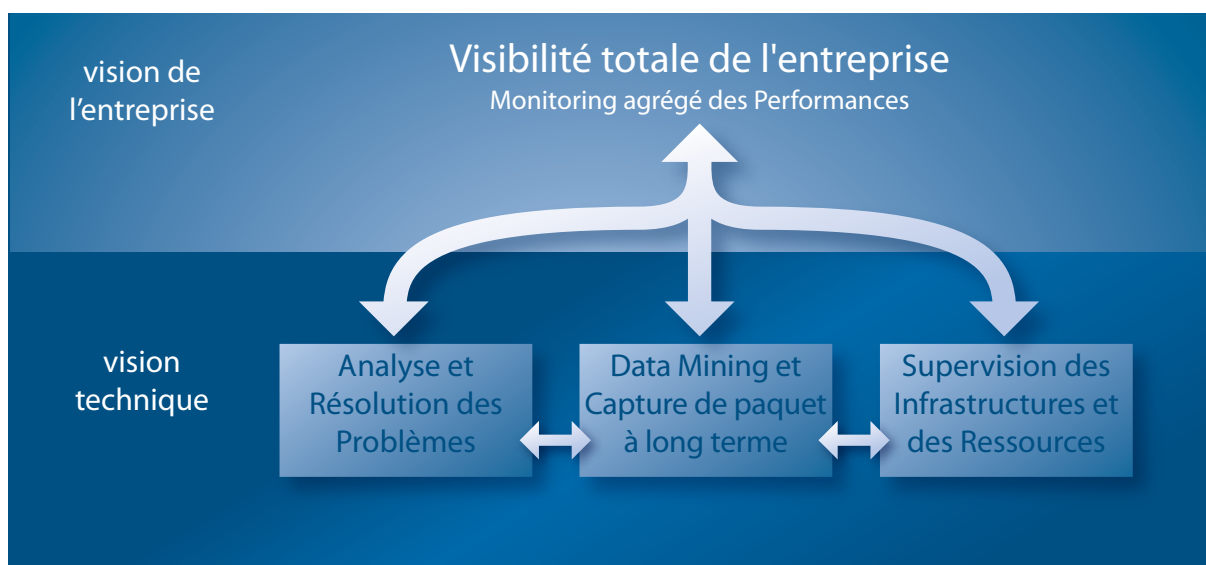 vision de
l’entreprise
Visibilité totale de l'entreprise
Monitoring agrégé des Performances
vision
technique
Analyse et
Résolution des
Problèmes
Data Mining et
Capture de paquet
à long terme
Supervision des
Infrastructures et
des Ressources